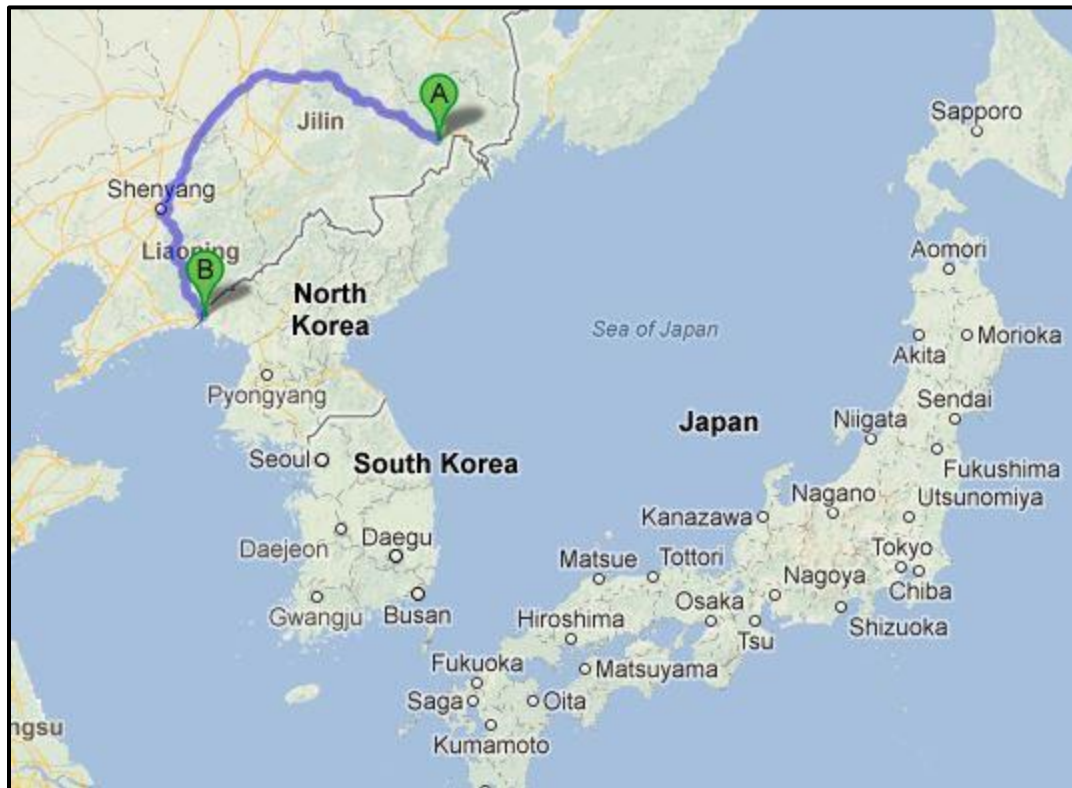 A
Sapporo
Jilin
Shenyang
Liaoning
B
Aomori
North
Korea
Sea of Japan
Akita
Morioka
Pyongyang
Sendai
Japan
Niigata
Seoul
South Korea
Fukushima
Nagano
Utsunomiya
Kanazawa
Daegu
Daejeon
Tokyo
Matsue
Tottori
Nagoya
Chiba
Gwangju
Busan
Hiroshima
Osaka
Shizuoka
Tsu
Fukuoka
Matsuyama
Saga
Oita
ngsu
Kumamoto